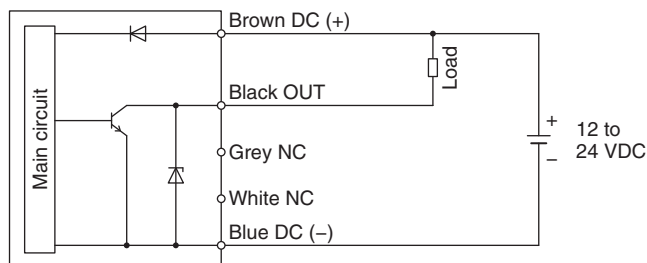 Brown DC (+)
Load
Black OUT
Main circuit
+
12 to
24 VDC
−
Grey NC
White NC
Blue DC (−)